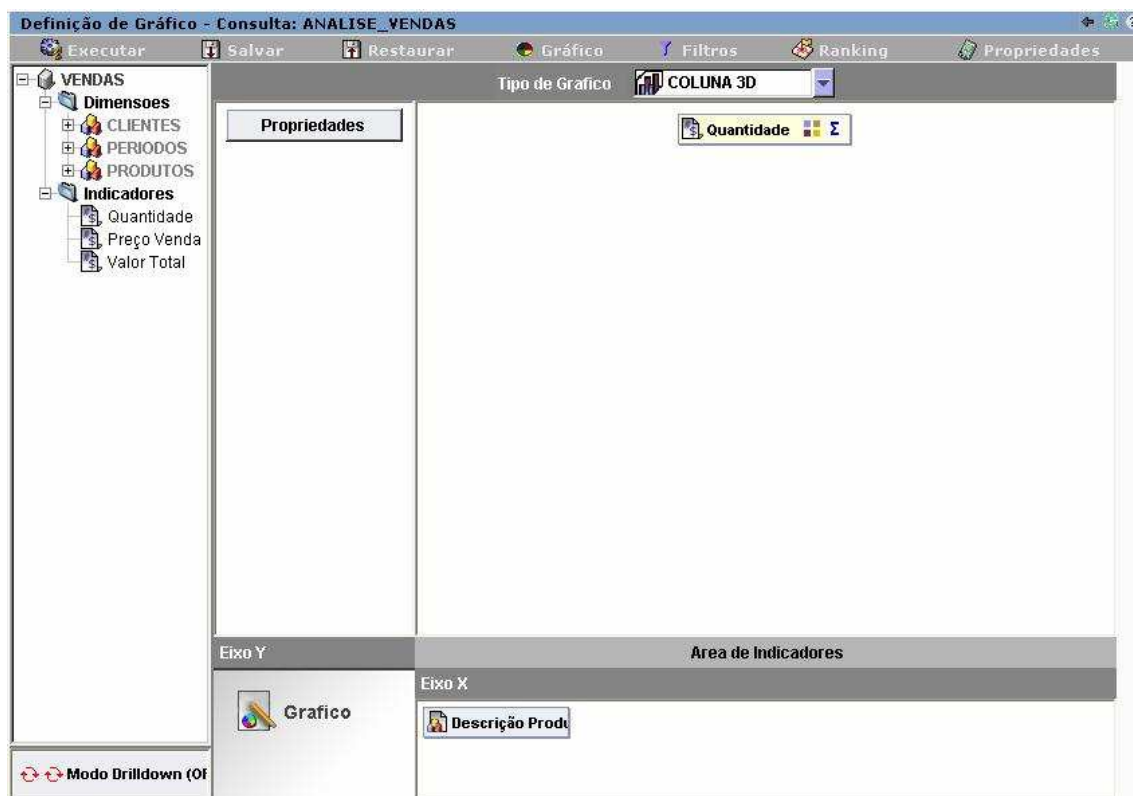 Definição de Gráfico - Consulta: ANALISE_VENDAS
Executar Salvar Restaurar Gráfico Filtros Ranking Propriedades
VENDAS
Dimensoes
CLIENTES
PERIODOS
PRODUTOS
Indicadores
Quantidade
Preço Venda
Valor Total
Modo Drilldown (OF
Tipo de Grafico COLUNA 3D
Propriedades
Quantidade Σ
Eixo Y
Area de Indicadores
Grafico
Eixo X
Descrição Produ